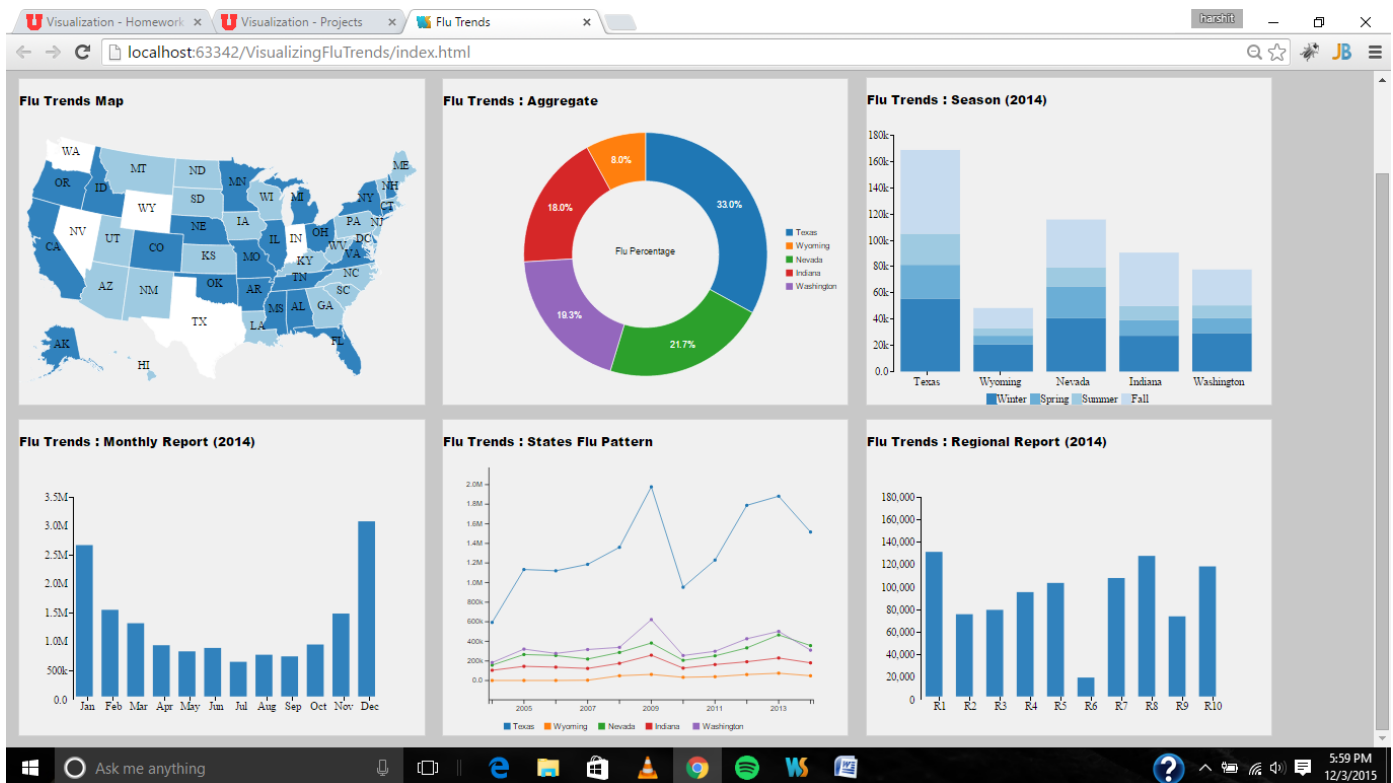 Visualization - Homework
Visualization - Projects
Flu Trends
harshit
localhost:63342/VisualizingFluTrends/index.html
JB
Flu Trends Map
WA
MT
ND
MN
ME
OR
ID
SD
WI
MI
NY
NH
WY
CT
NE
IA
PA
NJ
NV
UT
CO
IL
IN
OH
DC
CA
KS
MO
KY
WV
VA
AZ
NM
OK
AR
TN
NC
SC
MS
AL
GA
TX
LA
FL
AK
HI
Flu Trends : Aggregate
8.0%
33.0%
18.0%
19.3%
21.7%
Flu Percentage
Texas
Wyoming
Nevada
Indiana
Washington
Flu Trends : Season (2014)
180k
160k
140k
120k
100k
80k
60k
40k
20k
0.0
Texas Wyoming Nevada Indiana Washington
Winter Spring Summer Fall
Flu Trends : Monthly Report (2014)
3.5M
3.0M
2.5M
2.0M
1.5M
1.0M
500k
0.0
Jan Feb Mar Apr May Jun Jul Aug Sep Oct Nov Dec
Flu Trends : States Flu Pattern
2.0M
1.8M
1.6M
1.4M
1.2M
1.0M
800k
600k
400k
200k
0.0
2005 2007 2009 2011 2013
Texas Wyoming Nevada Indiana Washington
Flu Trends : Regional Report (2014)
180,000
160,000
140,000
120,000
100,000
80,000
60,000
40,000
20,000
0
R1 R2 R3 R4 R5 R6 R7 R8 R9 R10
Ask me anything
5:59 PM
12/3/2015